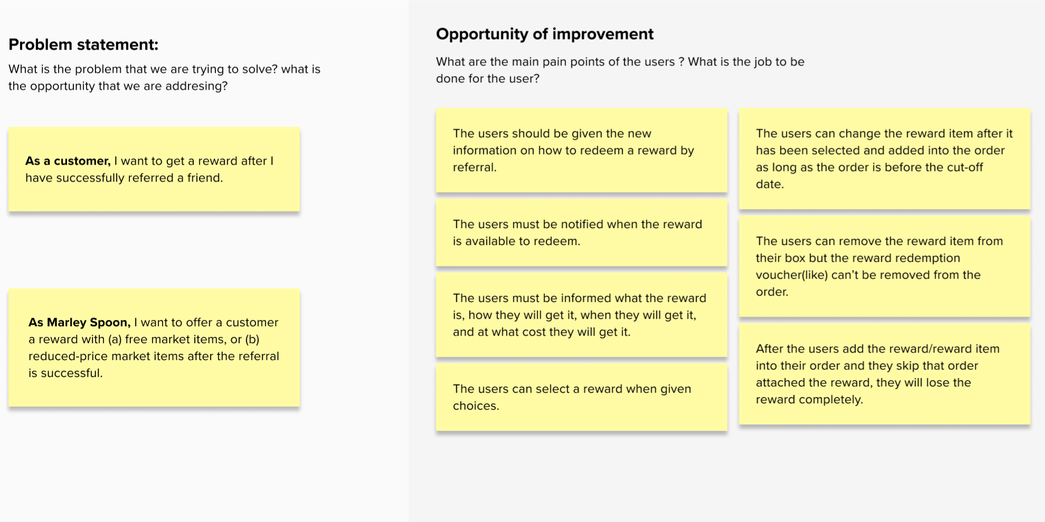 Problem statement:
What is the problem that we are trying to solve? what is
the opportunity that we are addresing?
As a customer, I want to get a reward after I
have successfully referred a friend.
As Marley Spoon, I want to offer a customer
a reward with (a) free market items, or (b)
reduced-price market items after the referral
is successful.
Opportunity of improvement
What are the main pain points of the users ? What is the job to be
done for the user?
The users should be given the new
information on how to redeem a reward by
referral.
The users must be notified when the reward
is available to redeem.
The users must be informed what the reward
is, how they will get it, when they will get it,
and at what cost they will get it.
The users can select a reward when given
choices.
The users can change the reward item after it
has been selected and added into the order
as long as the order is before the cut-off
date.
The users can remove the reward item from
their box but the reward redemption
voucher(like) can’t be removed from the
order.
After the users add the reward/reward item
into their order and they skip that order
attached the reward, they will lose the
reward completely.